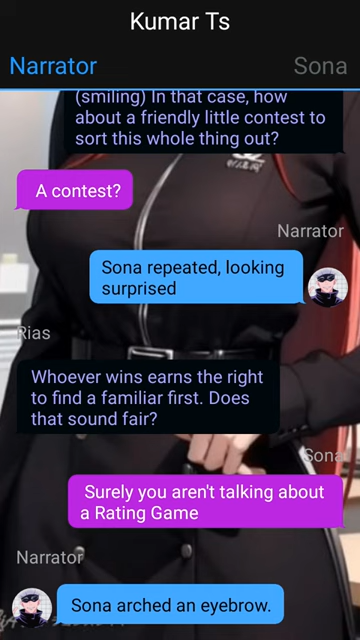 Kumar Ts
Narrator
Sona
(smiling) In that case, how
about a friendly little contest to
sort this whole thing out?
A contest?
Narrator
Sona repeated, looking
surprised
Rias
Whoever wins earns the right
to find a familiar first. Does
that sound fair?
Sona
Surely you aren't talking about
a Rating Game
Narrator
Sona arched an eyebrow.